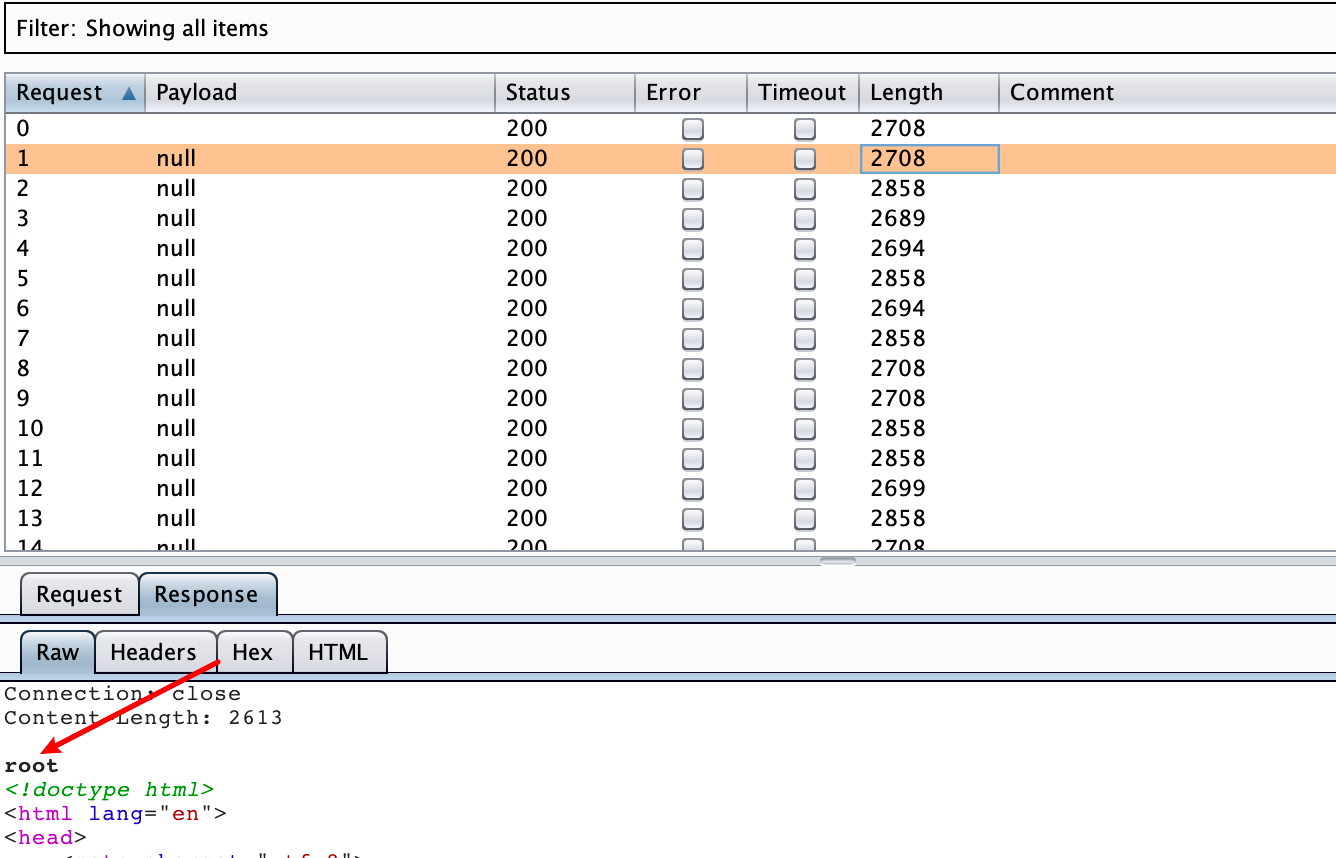 Filter: Showing all items
Request ▲ Payload Status Error Timeout Length Comment
0 200 2708
1 null 200 2708
2 null 200 2858
3 null 200 2689
4 null 200 2694
5 null 200 2858
6 null 200 2694
7 null 200 2858
8 null 200 2708
9 null 200 2708
10 null 200 2858
11 null 200 2858
12 null 200 2699
13 null 200 2858
14 null 200 2708
Request Response
Raw Headers Hex HTML
Connection: close
Content-Length: 2613
root
<!doctype html>
<html lang="en">
<head>